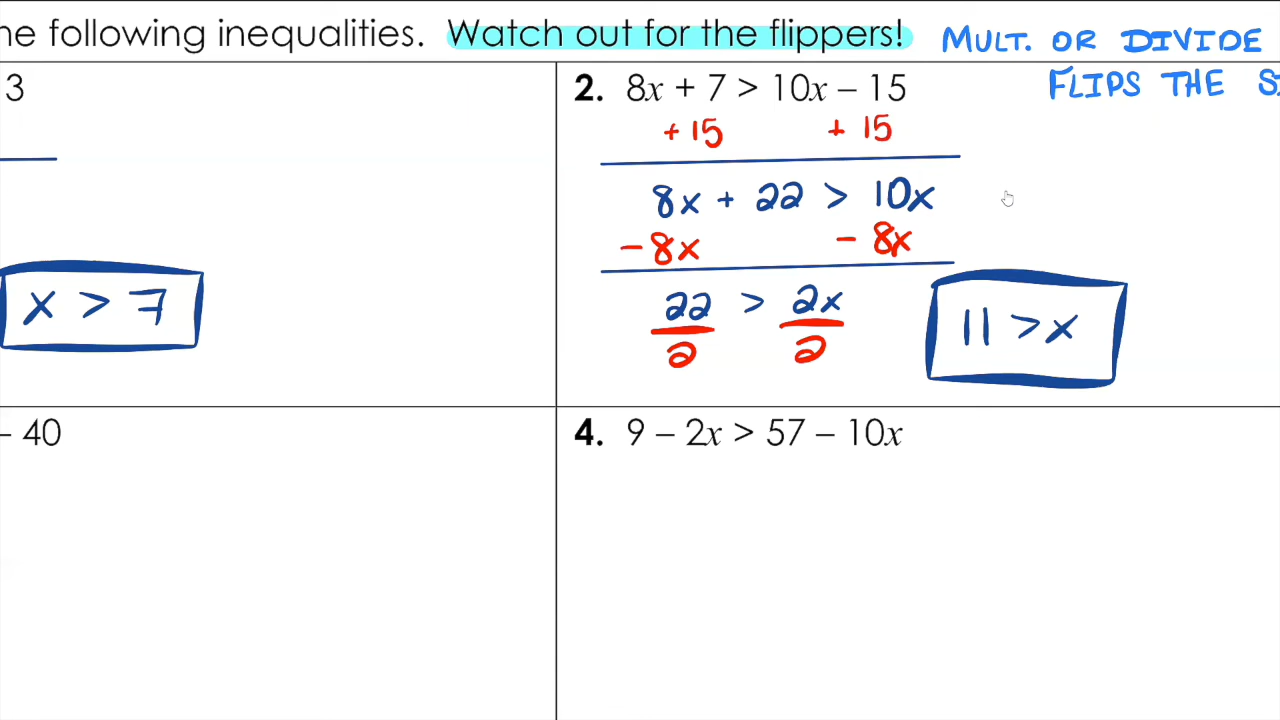 he following inequalities. Watch out for the flippers!
MULT. OR DIVIDE
FLIPS THE
3
x > 7
2. 8x + 7 > 10x – 15
+ 15 + 15
8x + 22 > 10x
- 8x - 8x
22 > 2x
2 2
11 > x
– 40
4. 9 – 2x > 57 – 10x